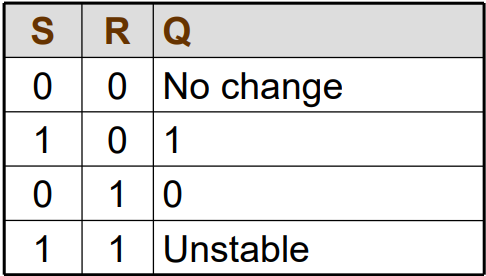 S R Q
0 0 No change
1 0 1
0 1 0
1 1 Unstable